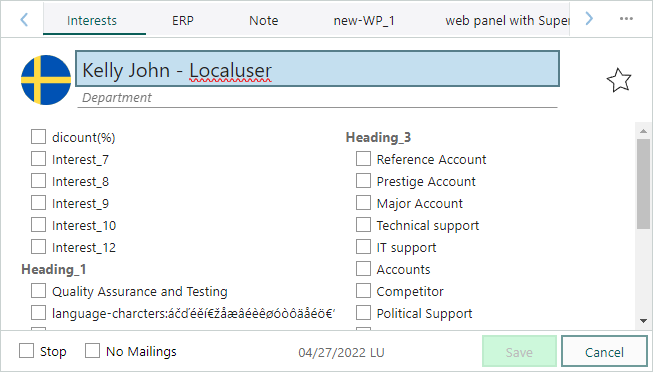 Interests ERP Note new-WP_1 web panel with Super
Kelly John - Localuser
Department
dicount(%)
Interest_7
Interest_8
Interest_9
Interest_10
Interest_12
Heading_1
Quality Assurance and Testing
language-charcters:áčďéëí€žåæâéèêøóòôäåéö€'
Heading_3
Reference Account
Prestige Account
Major Account
Technical support
IT support
Accounts
Competitor
Political Support
Stop No Mailings 04/27/2022 LU Save Cancel